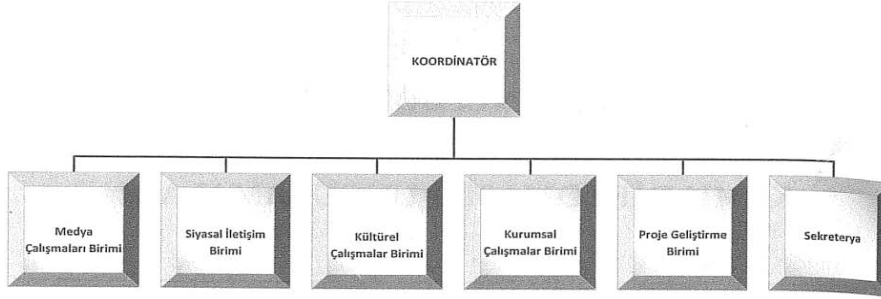 KOORDİNATÖR
Medya
Çalışmaları Birimi
Siyasal İletişim
Birimi
Kültürel
Çalışmalar Birimi
Kurumsal
Çalışmalar Birimi
Proje Geliştirme
Birimi
Sekreterya